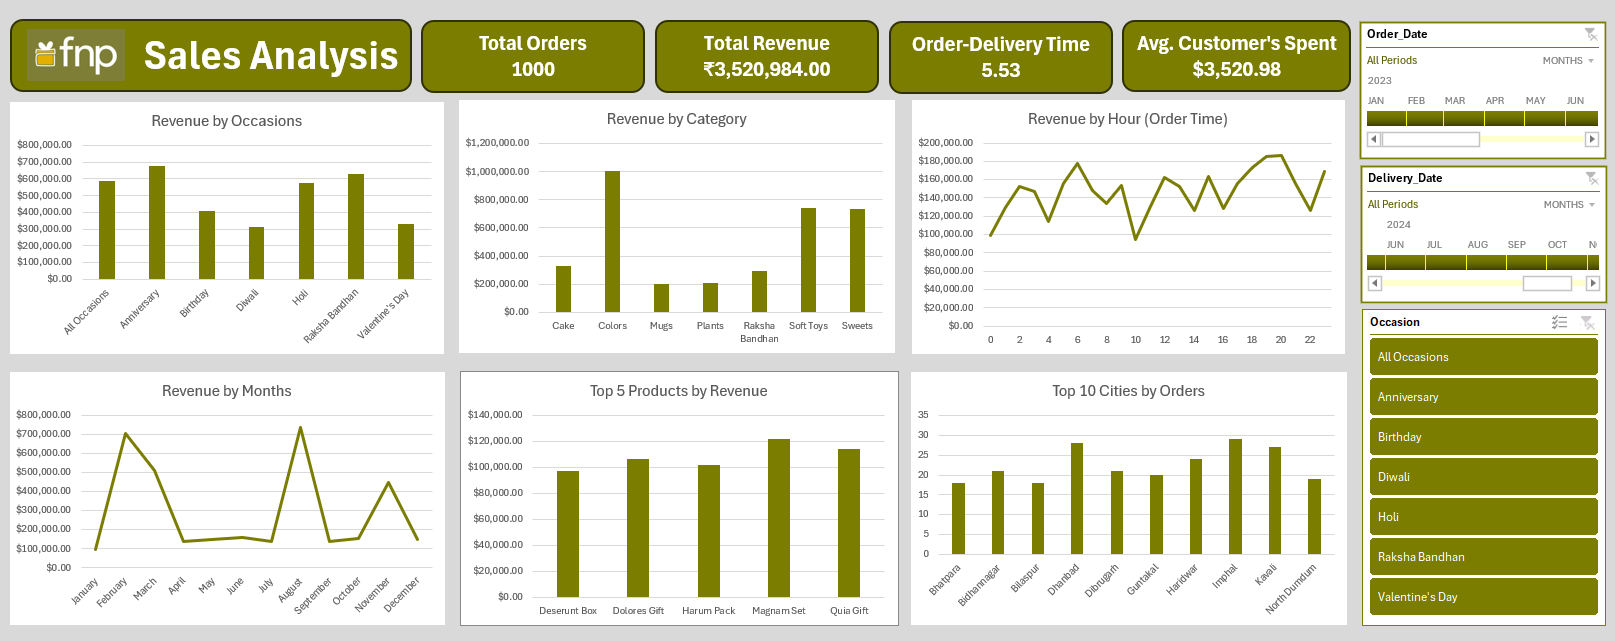 fnp
Sales Analysis
Total Orders
1000
Total Revenue
₹3,520,984.00
Order-Delivery Time
5.53
Avg. Customer's Spent
$3,520.98
Order_Date
All Periods
MONTHS
2023
JAN FEB MAR APR MAY JUN
Delivery_Date
All Periods
MONTHS
2024
JUN JUL AUG SEP OCT
Occasion
All Occasions
Anniversary
Birthday
Diwali
Holi
Raksha Bandhan
Valentine's Day
Revenue by Occasions
$800,000.00
$700,000.00
$600,000.00
$500,000.00
$400,000.00
$300,000.00
$200,000.00
$100,000.00
$0.00
All Occasions
Anniversary
Birthday
Diwali
Holi
Raksha Bandhan
Valentine's Day
Revenue by Category
$1,200,000.00
$1,000,000.00
$800,000.00
$600,000.00
$400,000.00
$200,000.00
$0.00
Cake Colors Mugs Plants Raksha Soft Toys Sweets
Bandhan
Revenue by Hour (Order Time)
$200,000.00
$180,000.00
$160,000.00
$140,000.00
$120,000.00
$100,000.00
$80,000.00
$60,000.00
$40,000.00
$20,000.00
$0.00
0 2 4 6 8 10 12 14 16 18 20 22
Revenue by Months
$800,000.00
$700,000.00
$600,000.00
$500,000.00
$400,000.00
$300,000.00
$200,000.00
$100,000.00
$0.00
January
February
March
April
May
June
July
August
September
October
November
December
Top 5 Products by Revenue
$140,000.00
$120,000.00
$100,000.00
$80,000.00
$60,000.00
$40,000.00
$20,000.00
$0.00
Deserunt Box Dolores Gift Harum Pack Magnam Set Quia Gift
Top 10 Cities by Orders
35
30
25
20
15
10
5
0
Bhatpara
Bidhannagar
Bilaspur
Dhanbad
Dibrugarh
Guntakal
Haridwar
Imphal
Kavali
North Dumdum